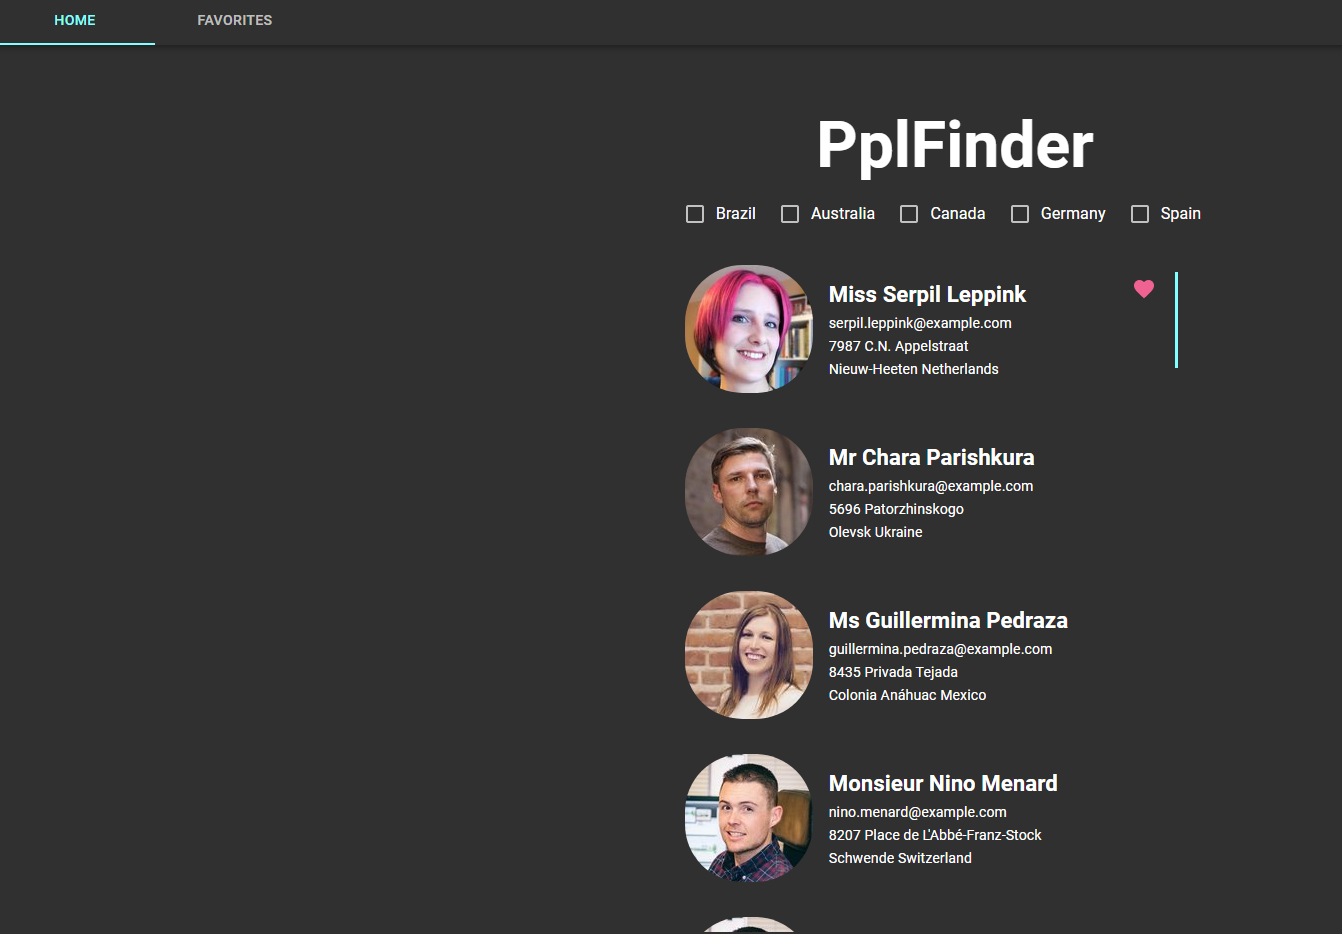 HOME FAVORITES
PplFinder
Brazil Australia Canada Germany Spain
Miss Serpil Leppink
serpil.leppink@example.com
7987 C.N. Appelstraat
Nieuw-Heeten Netherlands
Mr Chara Parishkura
chara.parishkura@example.com
5696 Patorzhinskogo
Olevsk Ukraine
Ms Guillermina Pedraza
guillermina.pedraza@example.com
8435 Privada Tejada
Colonia Anáhuac Mexico
Monsieur Nino Menard
nino.menard@example.com
8207 Place de L'Abbé-Franz-Stock
Schwende Switzerland